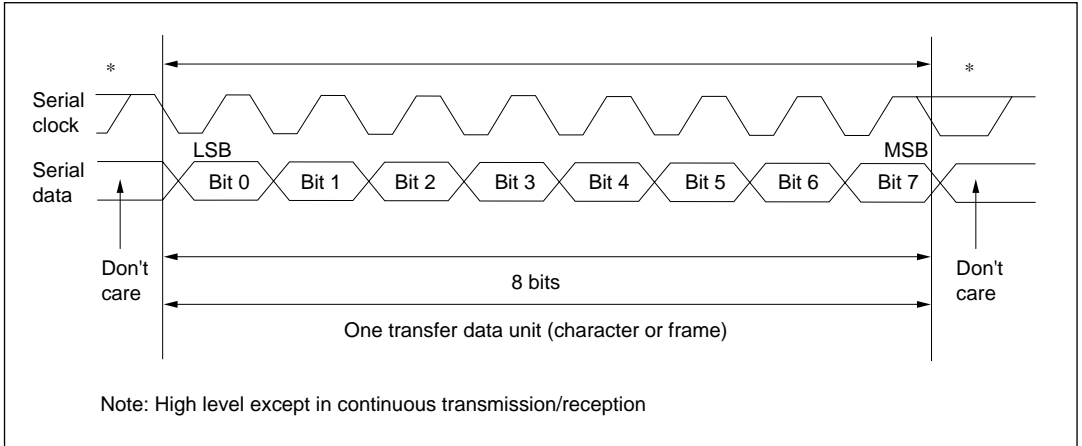 * *
Serial
clock
LSB MSB
Serial
data
Bit 0 Bit 1 Bit 2 Bit 3 Bit 4 Bit 5 Bit 6 Bit 7
Don't
care
8 bits
Don't
care
One transfer data unit (character or frame)
Note: High level except in continuous transmission/reception